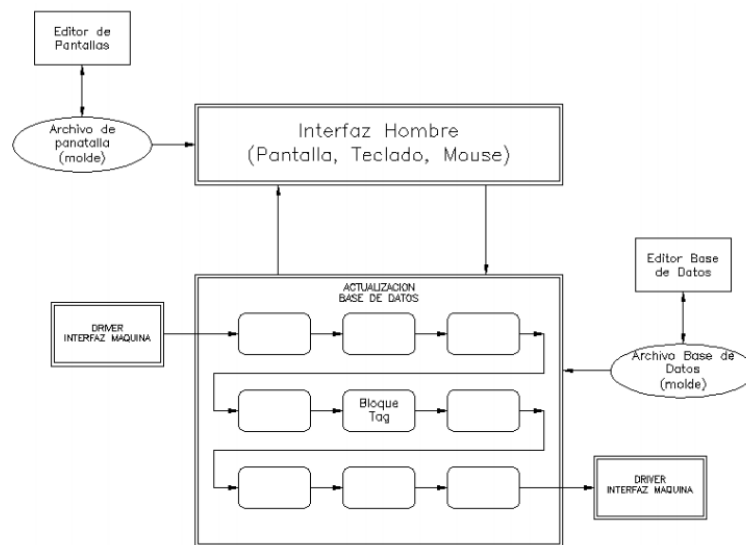 Editor de
Pantallas
Archivo de
panatalla
(molde)
Interfaz Hombre
(Pantalla, Teclado, Mouse)
Editor Base
de Datos
ACTUALIZACION
BASE DE DATOS
DRIVER
INTERFAZ MAQUINA
Archivo Base de
Datos
(molde)
Bloque
Tag
DRIVER
INTERFAZ MAQUINA